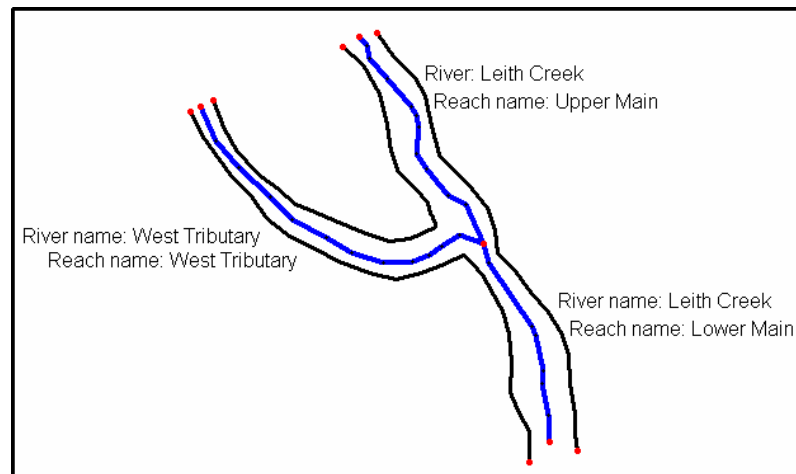 River: Leith Creek
Reach name: Upper Main
River name: West Tributary
Reach name: West Tributary
River name: Leith Creek
Reach name: Lower Main